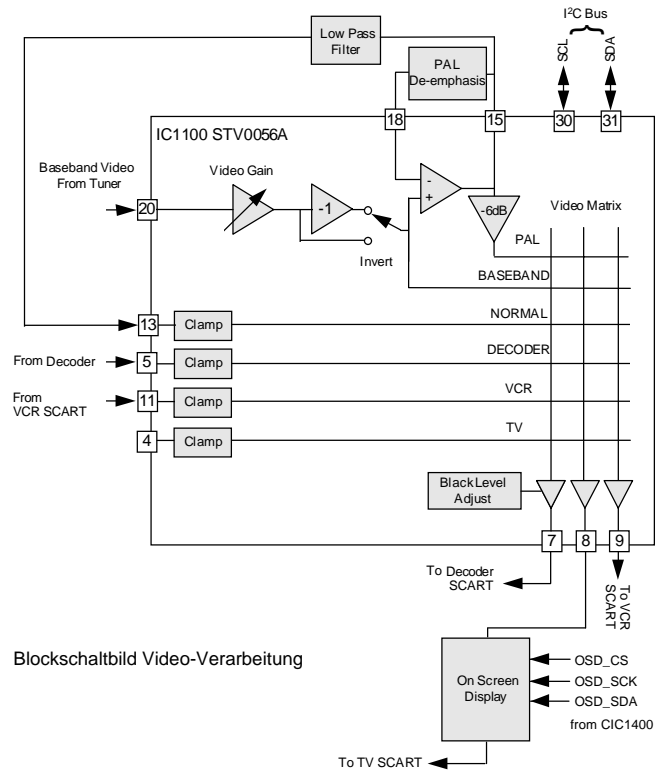 I²C Bus
SCL
SDA
Low Pass
Filter
PAL
De-emphasis
18
15
30
31
IC1100 STV0056A
Baseband Video
From Tuner
Video Gain
20
-1
-
+
-6dB
Video Matrix
PAL
Invert
BASEBAND
NORMAL
13
Clamp
DECODER
From Decoder
5
Clamp
VCR
From
VCR SCART
11
Clamp
TV
4
Clamp
Black Level
Adjust
7
8
9
To Decoder
SCART
To VCR
SCART
Blockschaltbild Video-Verarbeitung
On Screen
Display
OSD_CS
OSD_SCK
OSD_SDA
from CIC1400
To TV SCART